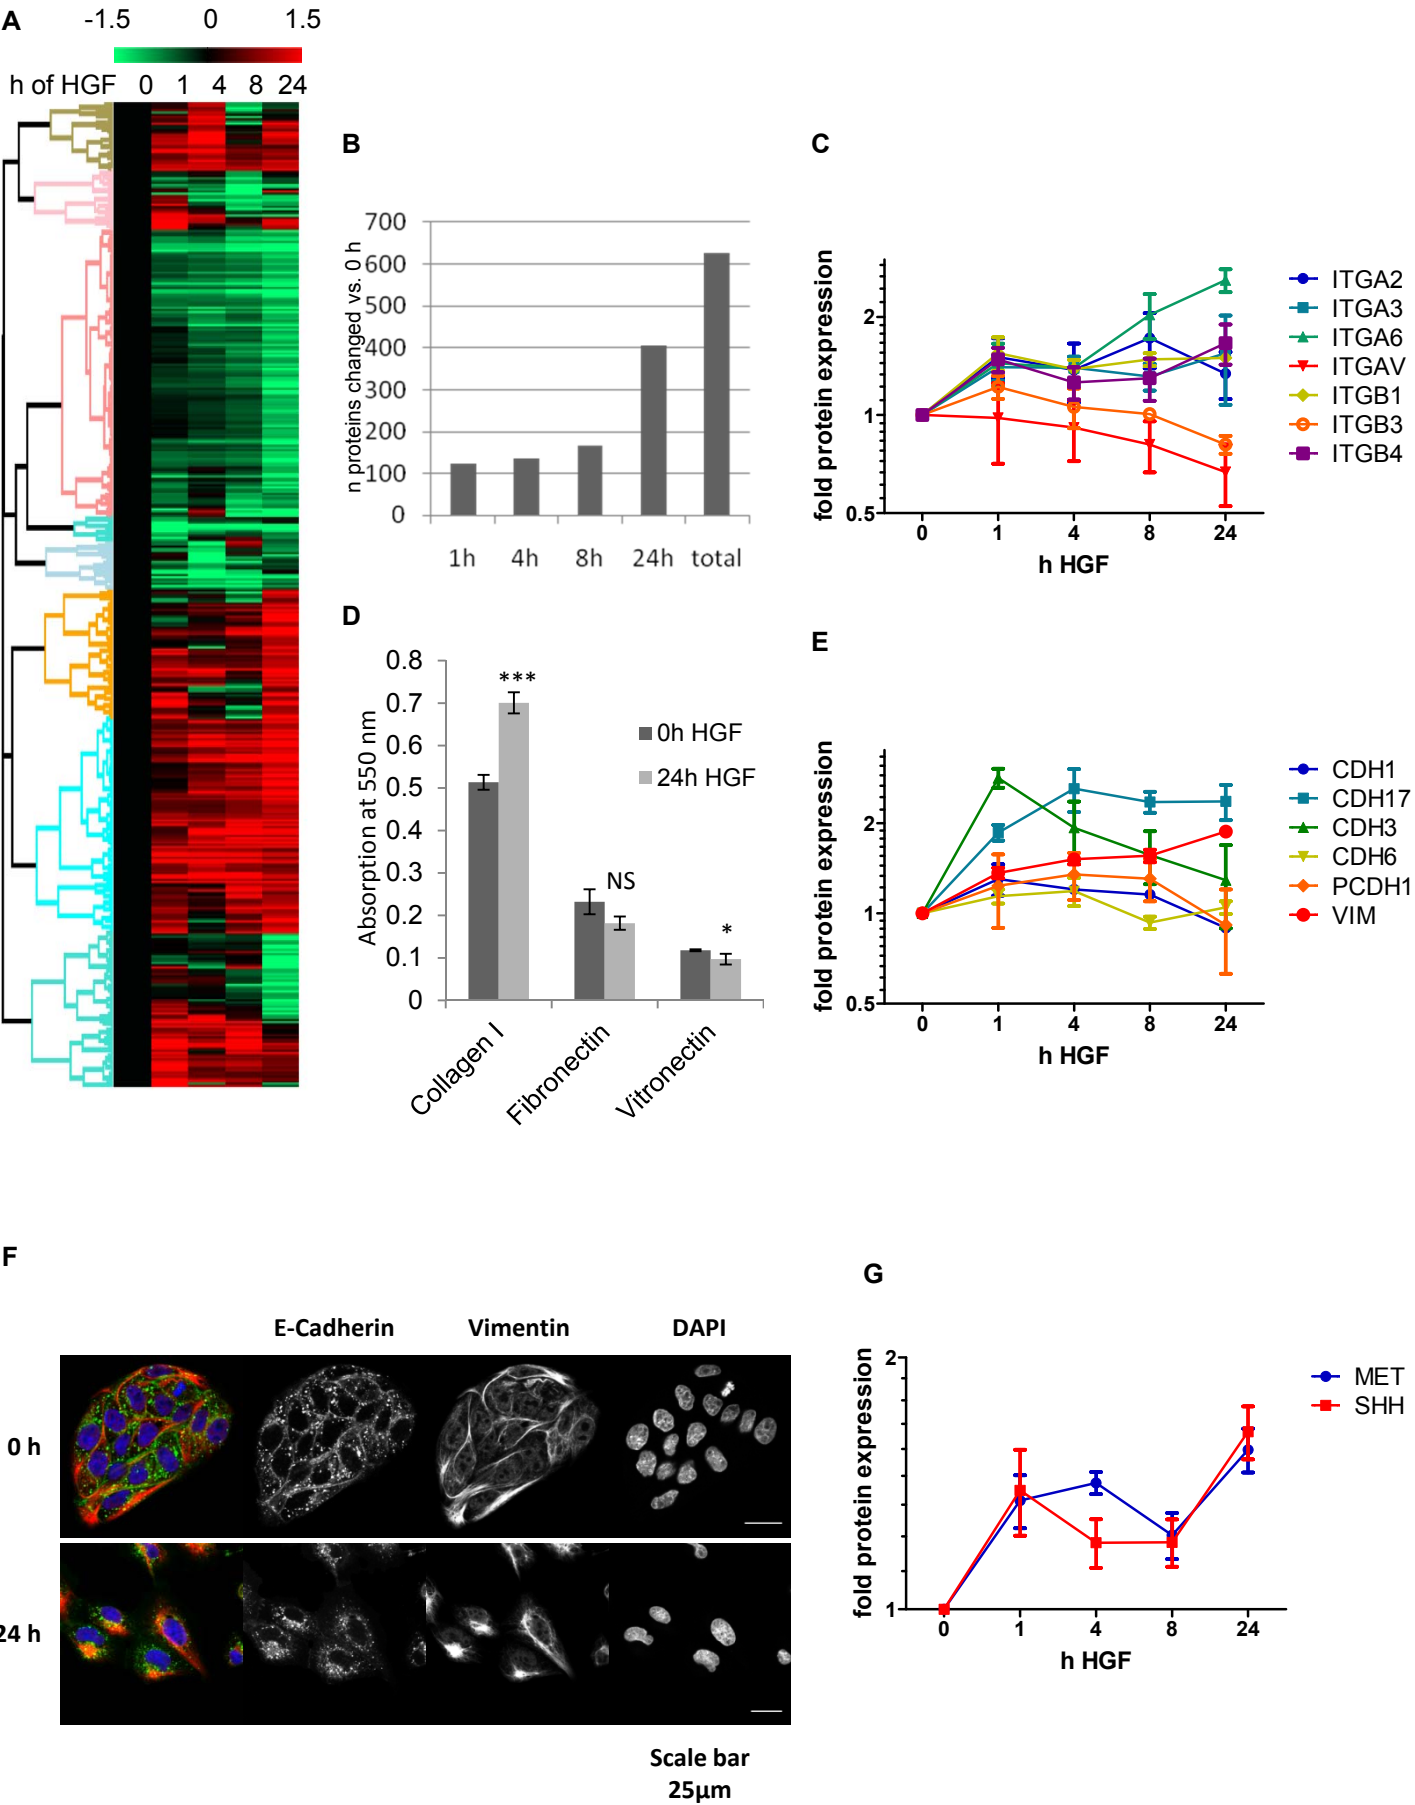 A
-1.5 0 1.5
h of HGF 0 1 4 8 24
B
n proteins changed vs. 0 h
700
600
500
400
300
200
100
0
1h 4h 8h 24h total
C
fold protein expression
2
1
0.5
0 1 4 8 24
h HGF
ITGA2
ITGA3
ITGA6
ITGAV
ITGB1
ITGB3
ITGB4
D
Absorption at 550 nm
0.8
0.7
0.6
0.5
0.4
0.3
0.2
0.1
0
***
NS
*
0h HGF
24h HGF
Collagen I
Fibronectin
Vitronectin
E
fold protein expression
2
1
0.5
0 1 4 8 24
h HGF
CDH1
CDH17
CDH3
CDH6
PCDH1
VIM
F
E-Cadherin Vimentin DAPI
0 h
24 h
Scale bar
25µm
G
fold protein expression
2
1
0 1 4 8 24
h HGF
MET
SHH